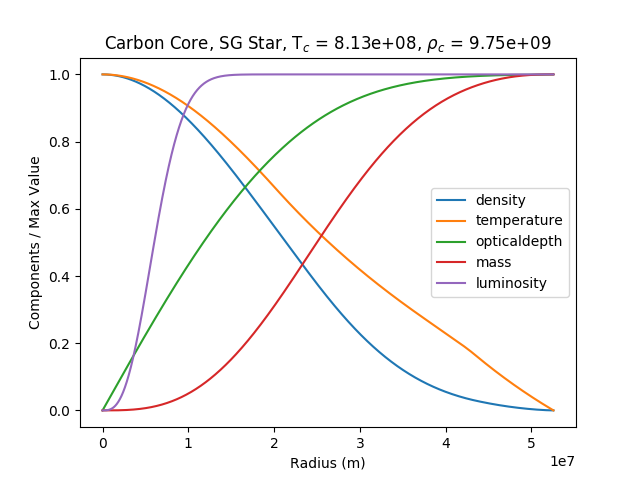 Carbon Core, SG Star, T_c = 8.13e+08, ρ_c = 9.75e+09
Components / Max Value
1.0
0.8
0.6
0.4
0.2
0.0
density
temperature
opticaldepth
mass
luminosity
0 1 2 3 4 5
1e7
Radius (m)